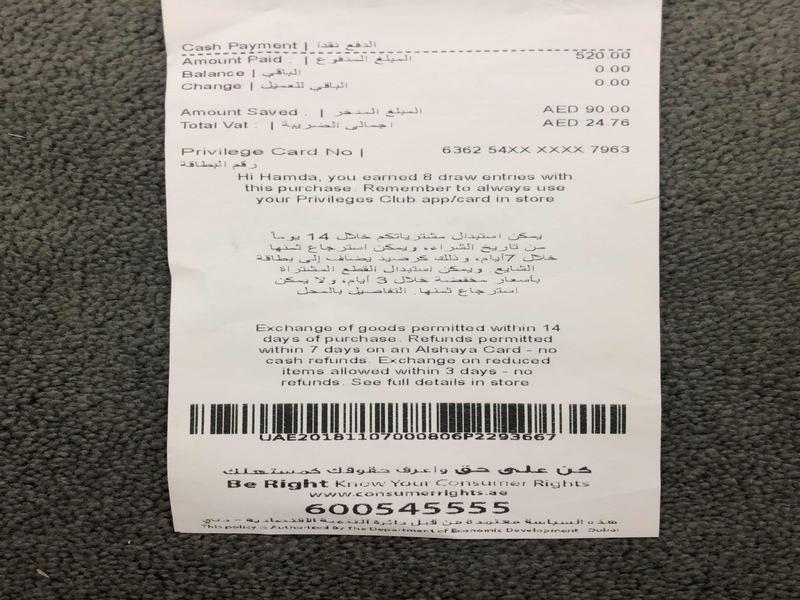 Cash Payment | الدفع نقدا
Amount Paid : | المبلغ المدفوع 520.00
Balance | الباقي 0.00
Change | الباقي للعميل 0.00
Amount Saved : | المبلغ المدخر AED 90.00
Total Vat : | اجمالى الضريبة AED 24.76
Privilege Card No | 6362 54XX XXXX 7963
رقم البطاقة
Hi Hamda, you earned 8 draw entries with
this purchase. Remember to always use
your Privileges Club app/card in store
يمكن استبدال مشترياتكم خلال 14 يوماً
من تاريخ الشراء، ويمكن استرجاع ثمنها
خلال 7أيام، وذلك كرصيد يضاف إلى بطاقة
الشايع. ويمكن استبدال القطع المشتراة
بأسعار مخفضة خلال 3 أيام، ولا يمكن
استرجاع ثمنها. التفاصيل بالمحل
Exchange of goods permitted within 14
days of purchase. Refunds permitted
within 7 days on an Alshaya Card - no
cash refunds. Exchange on reduced
items allowed within 3 days - no
refunds. See full details in store.
UAE20181107000806P2293667
كن على حق واعرف حقوقك كمستهلك
Be Right Know Your Consumer Rights
www.consumerrights.ae
600545555
هذه السياسة معتمدة من قبل دائرة التنمية الاقتصادية - دبي
This policy is Authorized By The Department of Economic Development - Dubai